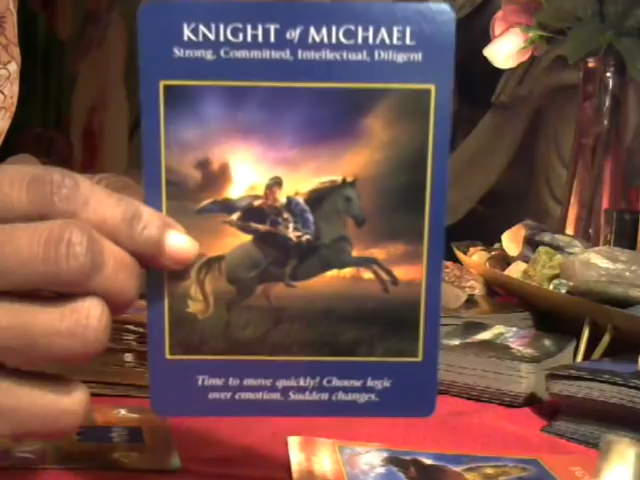 KNIGHT of MICHAEL
Strong, Committed, Intellectual, Diligent
Time to move quickly! Choose logic
over emotion. Sudden changes.